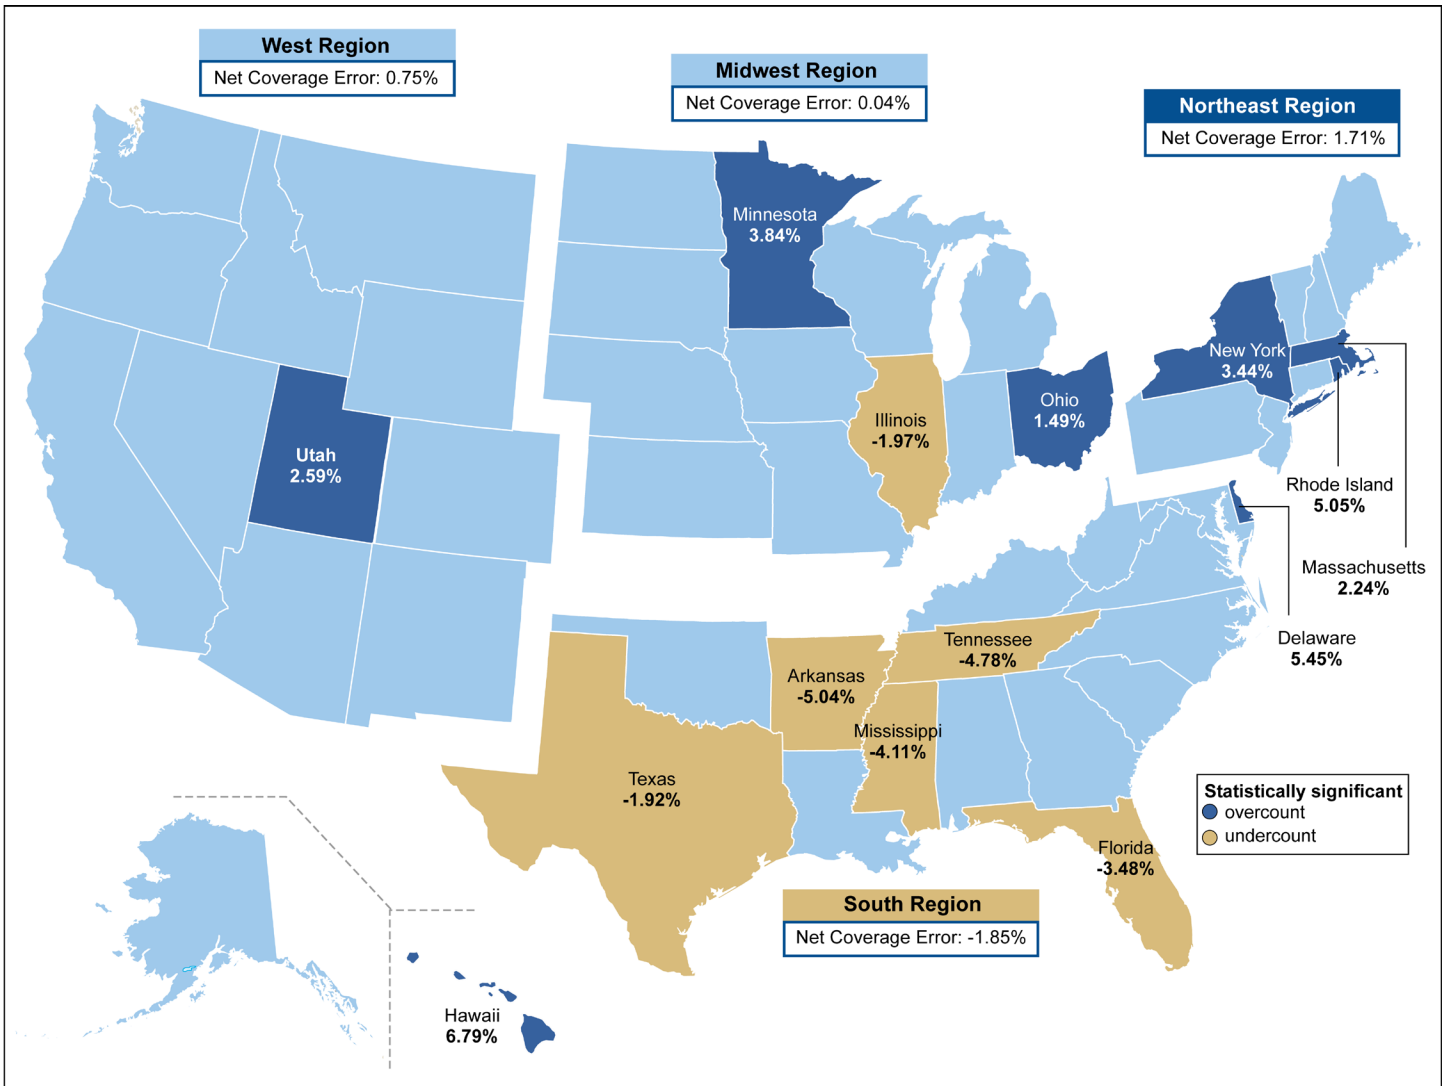 West Region
Net Coverage Error: 0.75%
Midwest Region
Net Coverage Error: 0.04%
Northeast Region
Net Coverage Error: 1.71%
Minnesota
3.84%
New York
3.44%
Ohio
1.49%
Illinois
-1.97%
Utah
2.59%
Rhode Island
5.05%
Massachusetts
2.24%
Delaware
5.45%
Tennessee
-4.78%
Arkansas
-5.04%
Mississippi
-4.11%
Texas
-1.92%
Florida
-3.48%
Statistically significant
overcount
undercount
South Region
Net Coverage Error: -1.85%
Hawaii
6.79%